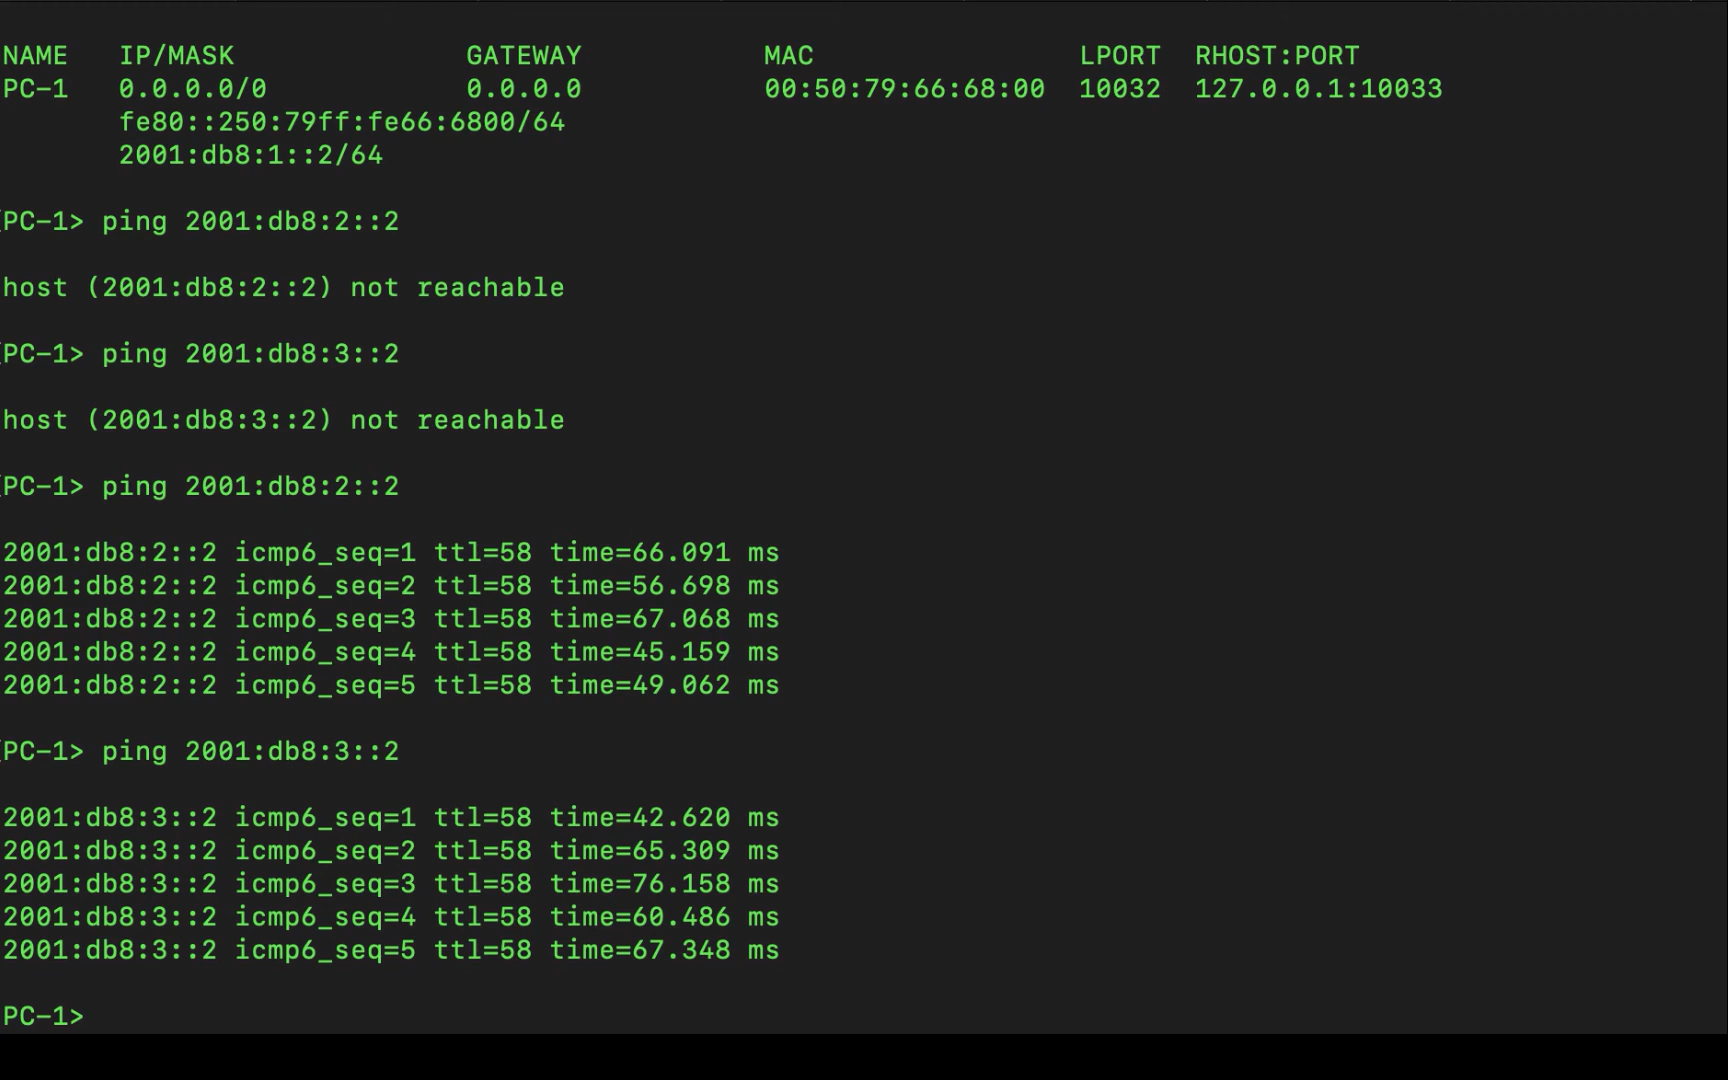 NAME   IP/MASK              GATEWAY           MAC                LPORT  RHOST:PORT
PC-1   0.0.0.0/0            0.0.0.0           00:50:79:66:68:00  10032  127.0.0.1:10033
       fe80::250:79ff:fe66:6800/64
       2001:db8:1::2/64
PC-1> ping 2001:db8:2::2
host (2001:db8:2::2) not reachable
PC-1> ping 2001:db8:3::2
host (2001:db8:3::2) not reachable
PC-1> ping 2001:db8:2::2
2001:db8:2::2 icmp6_seq=1 ttl=58 time=66.091 ms
2001:db8:2::2 icmp6_seq=2 ttl=58 time=56.698 ms
2001:db8:2::2 icmp6_seq=3 ttl=58 time=67.068 ms
2001:db8:2::2 icmp6_seq=4 ttl=58 time=45.159 ms
2001:db8:2::2 icmp6_seq=5 ttl=58 time=49.062 ms
PC-1> ping 2001:db8:3::2
2001:db8:3::2 icmp6_seq=1 ttl=58 time=42.620 ms
2001:db8:3::2 icmp6_seq=2 ttl=58 time=65.309 ms
2001:db8:3::2 icmp6_seq=3 ttl=58 time=76.158 ms
2001:db8:3::2 icmp6_seq=4 ttl=58 time=60.486 ms
2001:db8:3::2 icmp6_seq=5 ttl=58 time=67.348 ms
PC-1>